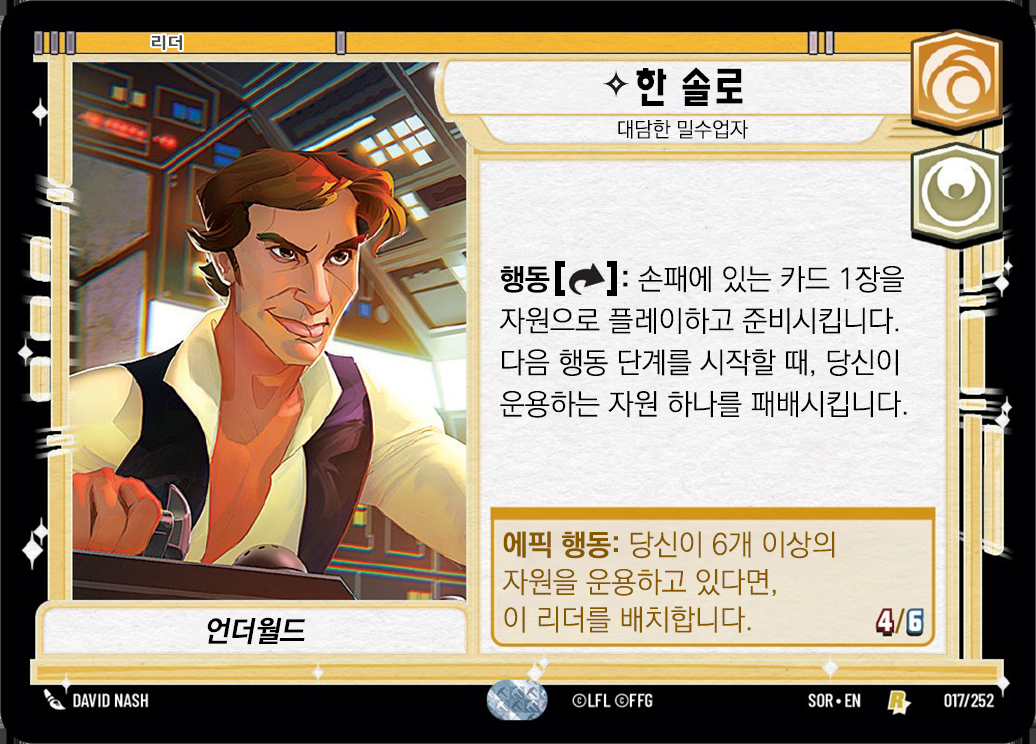 리더
한 솔로
대담한 밀수업자
행동[]: 손패에 있는 카드 1장을
자원으로 플레이하고 준비시킵니다.
다음 행동 단계를 시작할 때, 당신이
운용하는 자원 하나를 패배시킵니다.
에픽 행동: 당신이 6개 이상의
자원을 운용하고 있다면,
이 리더를 배치합니다.
4/6
언더월드
DAVID NASH
©LFL ©FFG
SOR • EN
R
017/252